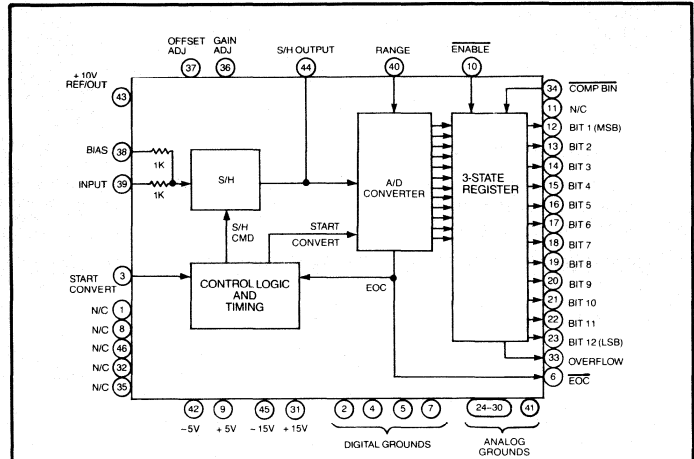 OFFSET ADJ
GAIN ADJ
S/H OUTPUT
RANGE
ENABLE
37
36
44
40
10
+ 10V REF/OUT
43
34
COMP BIN
11
N/C
BIAS
38
1K
12
BIT 1 (MSB)
13
BIT 2
INPUT
39
1K
S/H
A/D CONVERTER
3-STATE REGISTER
14
BIT 3
15
BIT 4
16
BIT 5
S/H CMD
START CONVERT
17
BIT 6
18
BIT 7
START CONVERT
3
CONTROL LOGIC AND TIMING
EOC
19
BIT 8
20
BIT 9
N/C
1
21
BIT 10
N/C
8
22
BIT 11
N/C
46
23
BIT 12 (LSB)
N/C
32
33
OVERFLOW
N/C
35
6
EOC
42
9
45
31
2
4
5
7
24-30
41
-5V
+ 5V
- 15V
+ 15V
DIGITAL GROUNDS
ANALOG GROUNDS